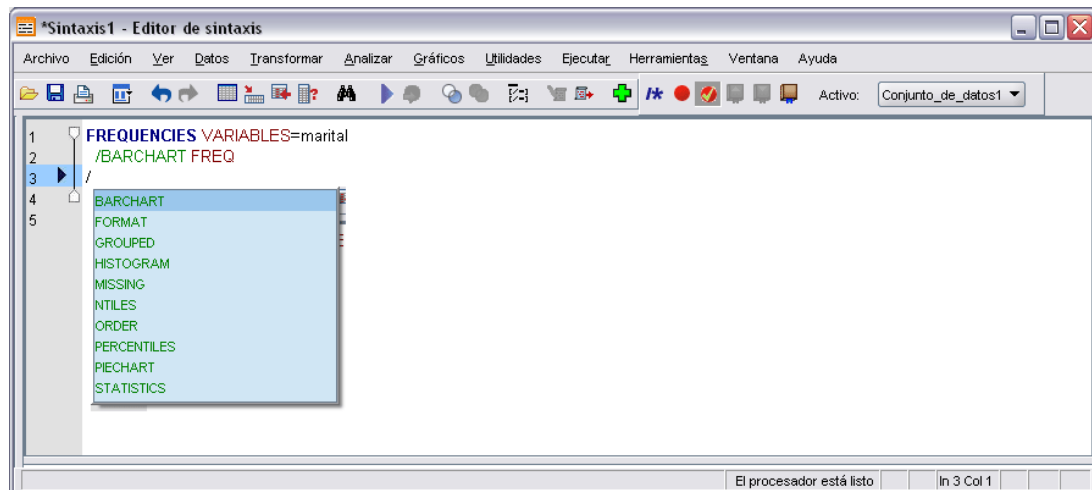 *Sintaxis1 - Editor de sintaxis
Archivo Edición Ver Datos Transformar Analizar Gráficos Utilidades Ejecutar Herramientas Ventana Ayuda
Activo: Conjunto_de_datos1
1 FREQUENCIES VARIABLES=marital
2 /BARCHART FREQ
3 /
4 BARCHART
5 FORMAT
GROUPED
HISTOGRAM
MISSING
NTILES
ORDER
PERCENTILES
PIECHART
STATISTICS
El procesador está listo In 3 Col 1